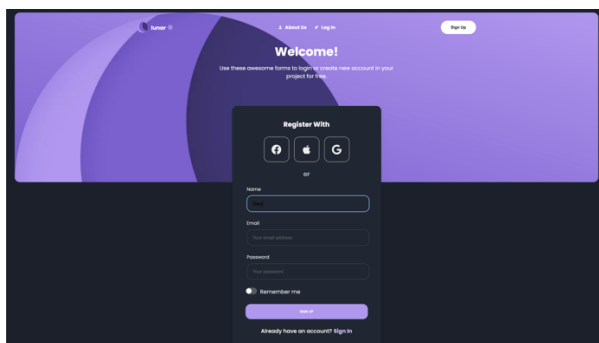 lunar
About Us
Log In
Sign Up
Welcome!
Use these awesome forms to login or create new account in your
project for free.
Register With
or
Name
Email
Your email address
Password
Your password
Remember me
SIGN UP
Already have an account? Sign In